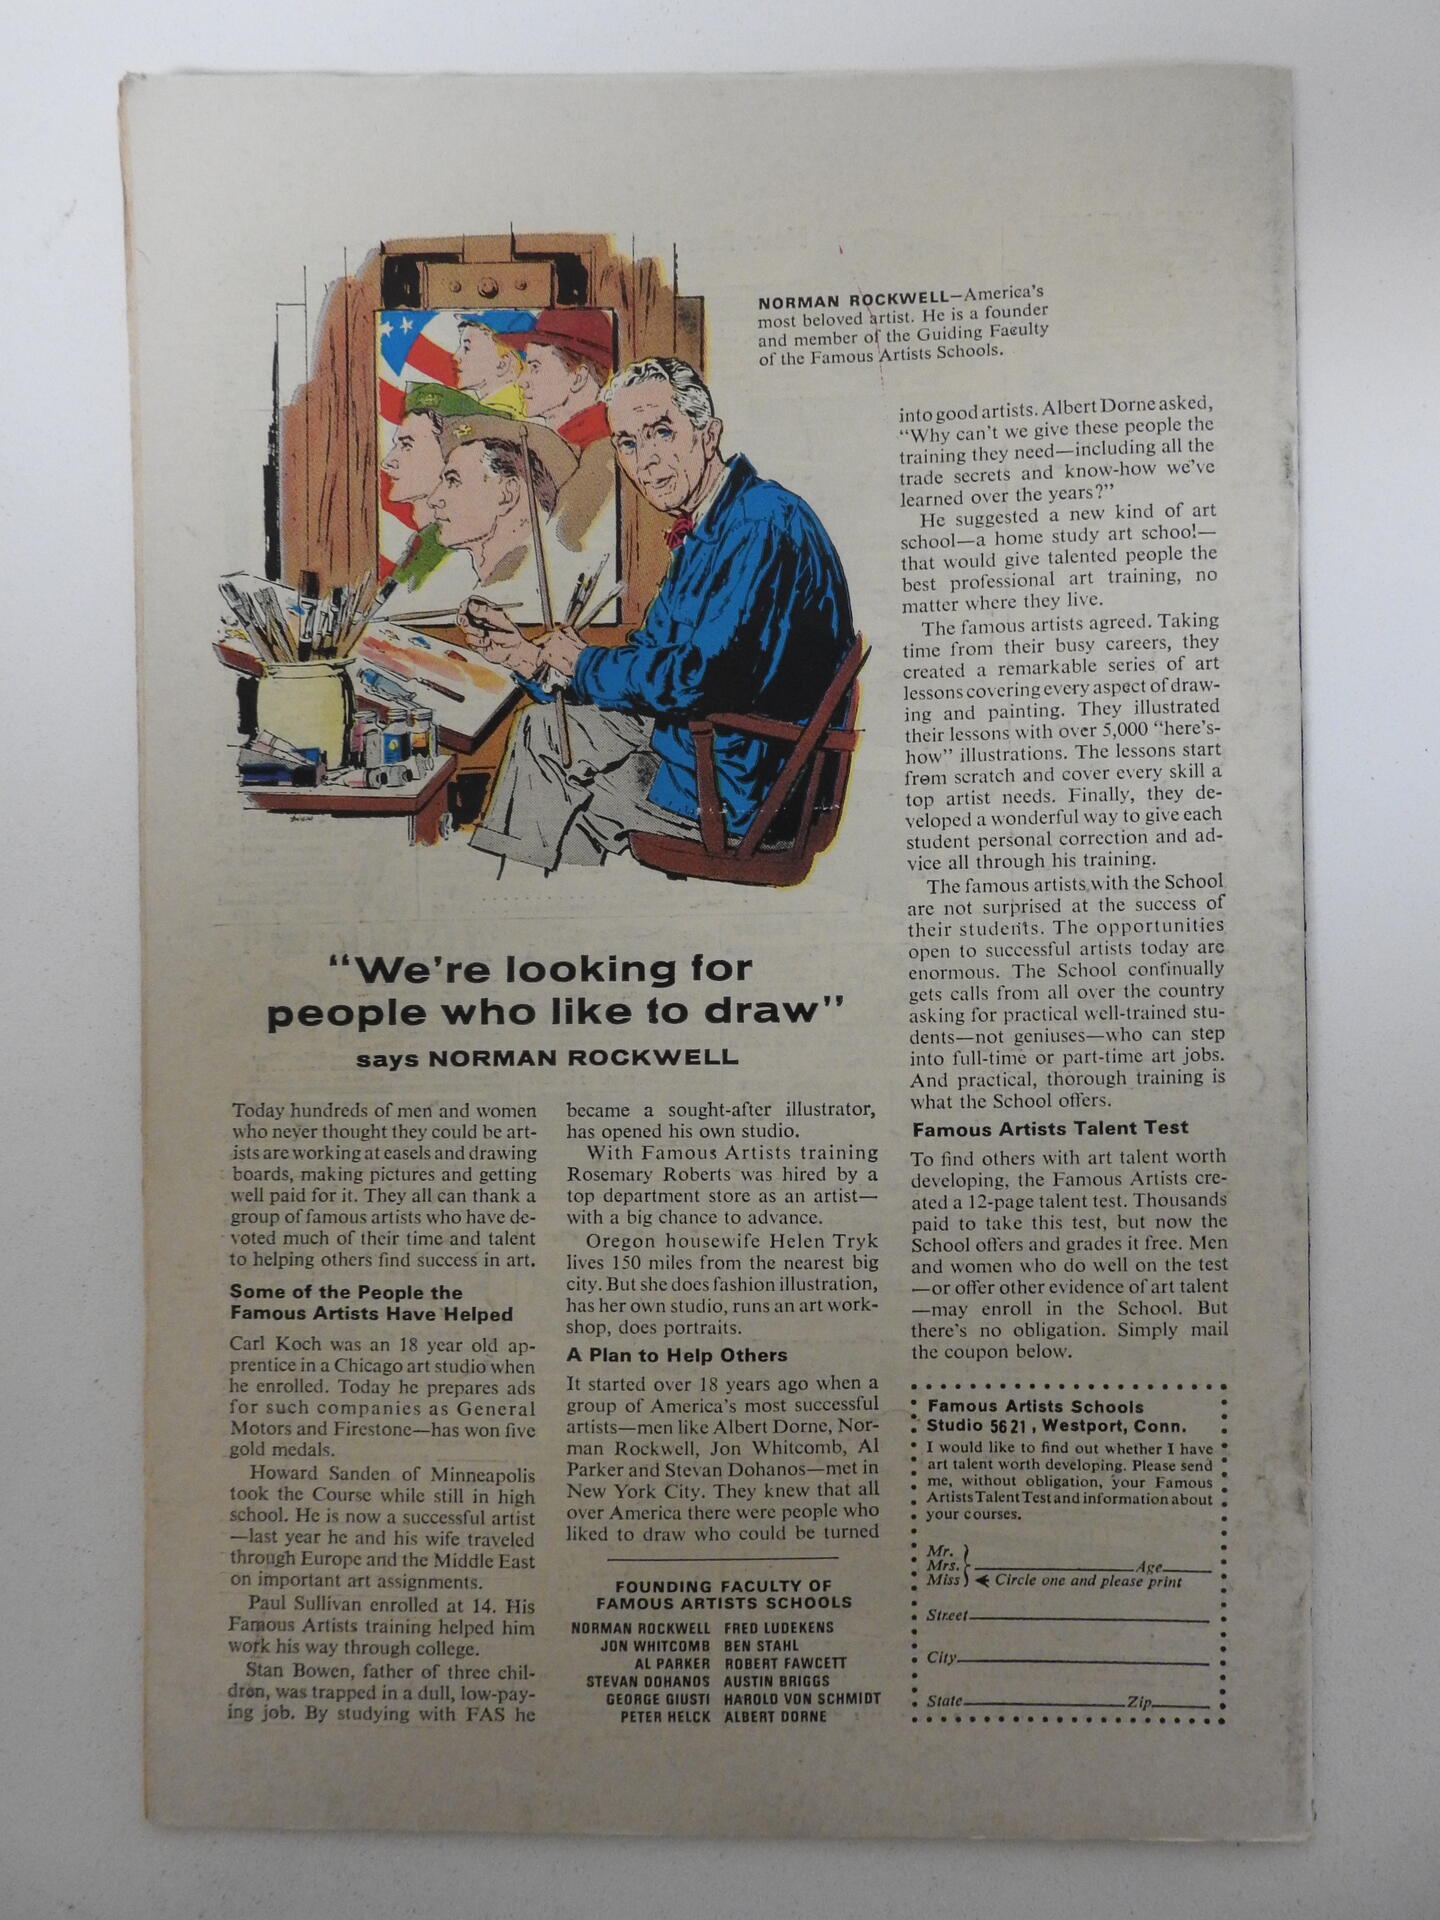 NORMAN ROCKWELL—America's
most beloved artist. He is a founder
and member of the Guiding Faculty
of the Famous Artists Schools.
"We're looking for
people who like to draw"
says NORMAN ROCKWELL
Today hundreds of men and women
who never thought they could be art-
ists are working at easels and drawing
boards, making pictures and getting
well paid for it. They all can thank a
group of famous artists who have de-
voted much of their time and talent
to helping others find success in art.
Some of the People the
Famous Artists Have Helped
Carl Koch was an 18 year old ap-
prentice in a Chicago art studio when
he enrolled. Today he prepares ads
for such companies as General
Motors and Firestone—has won five
gold medals.
Howard Sanden of Minneapolis
took the Course while still in high
school. He is now a successful artist
—last year he and his wife traveled
through Europe and the Middle East
on important art assignments.
Paul Sullivan enrolled at 14. His
Famous Artists training helped him
work his way through college.
Stan Bowen, father of three chil-
dren, was trapped in a dull, low-pay-
ing job. By studying with FAS he
became a sought-after illustrator,
has opened his own studio.
With Famous Artists training
Rosemary Roberts was hired by a
top department store as an artist—
with a big chance to advance.
Oregon housewife Helen Tryk
lives 150 miles from the nearest big
city. But she does fashion illustration,
has her own studio, runs an art work-
shop, does portraits.
A Plan to Help Others
It started over 18 years ago when a
group of America's most successful
artists—men like Albert Dorne, Nor-
man Rockwell, Jon Whitcomb, Al
Parker and Stevan Dohanos—met in
New York City. They knew that all
over America there were people who
liked to draw who could be turned
FOUNDING FACULTY OF
FAMOUS ARTISTS SCHOOLS
NORMAN ROCKWELL FRED LUDEKENS
JON WHITCOMB BEN STAHL
AL PARKER ROBERT FAWCETT
STEVAN DOHANOS AUSTIN BRIGGS
GEORGE GIUSTI HAROLD VON SCHMIDT
PETER HELCK ALBERT DORNE
into good artists. Albert Dorne asked,
"Why can't we give these people the
training they need—including all the
trade secrets and know-how we've
learned over the years?"
He suggested a new kind of art
school—a home study art school—
that would give talented people the
best professional art training, no
matter where they live.
The famous artists agreed. Taking
time from their busy careers, they
created a remarkable series of art
lessons covering every aspect of draw-
ing and painting. They illustrated
their lessons with over 5,000 "here's-
how" illustrations. The lessons start
from scratch and cover every skill a
top artist needs. Finally, they de-
veloped a wonderful way to give each
student personal correction and ad-
vice all through his training.
The famous artists with the School
are not surprised at the success of
their students. The opportunities
open to successful artists today are
enormous. The School continually
gets calls from all over the country
asking for practical well-trained stu-
dents—not geniuses—who can step
into full-time or part-time art jobs.
And practical, thorough training is
what the School offers.
Famous Artists Talent Test
To find others with art talent worth
developing, the Famous Artists cre-
ated a 12-page talent test. Thousands
paid to take this test, but now the
School offers and grades it free. Men
and women who do well on the test
—or offer other evidence of art talent
—may enroll in the School. But
there's no obligation. Simply mail
the coupon below.
Famous Artists Schools
Studio 5621, Westport, Conn.
I would like to find out whether I have
art talent worth developing. Please send
me, without obligation, your Famous
Artists Talent Test and information about
your courses.
Mr.
Mrs. Age
Miss Circle one and please print
Street
City
State Zip